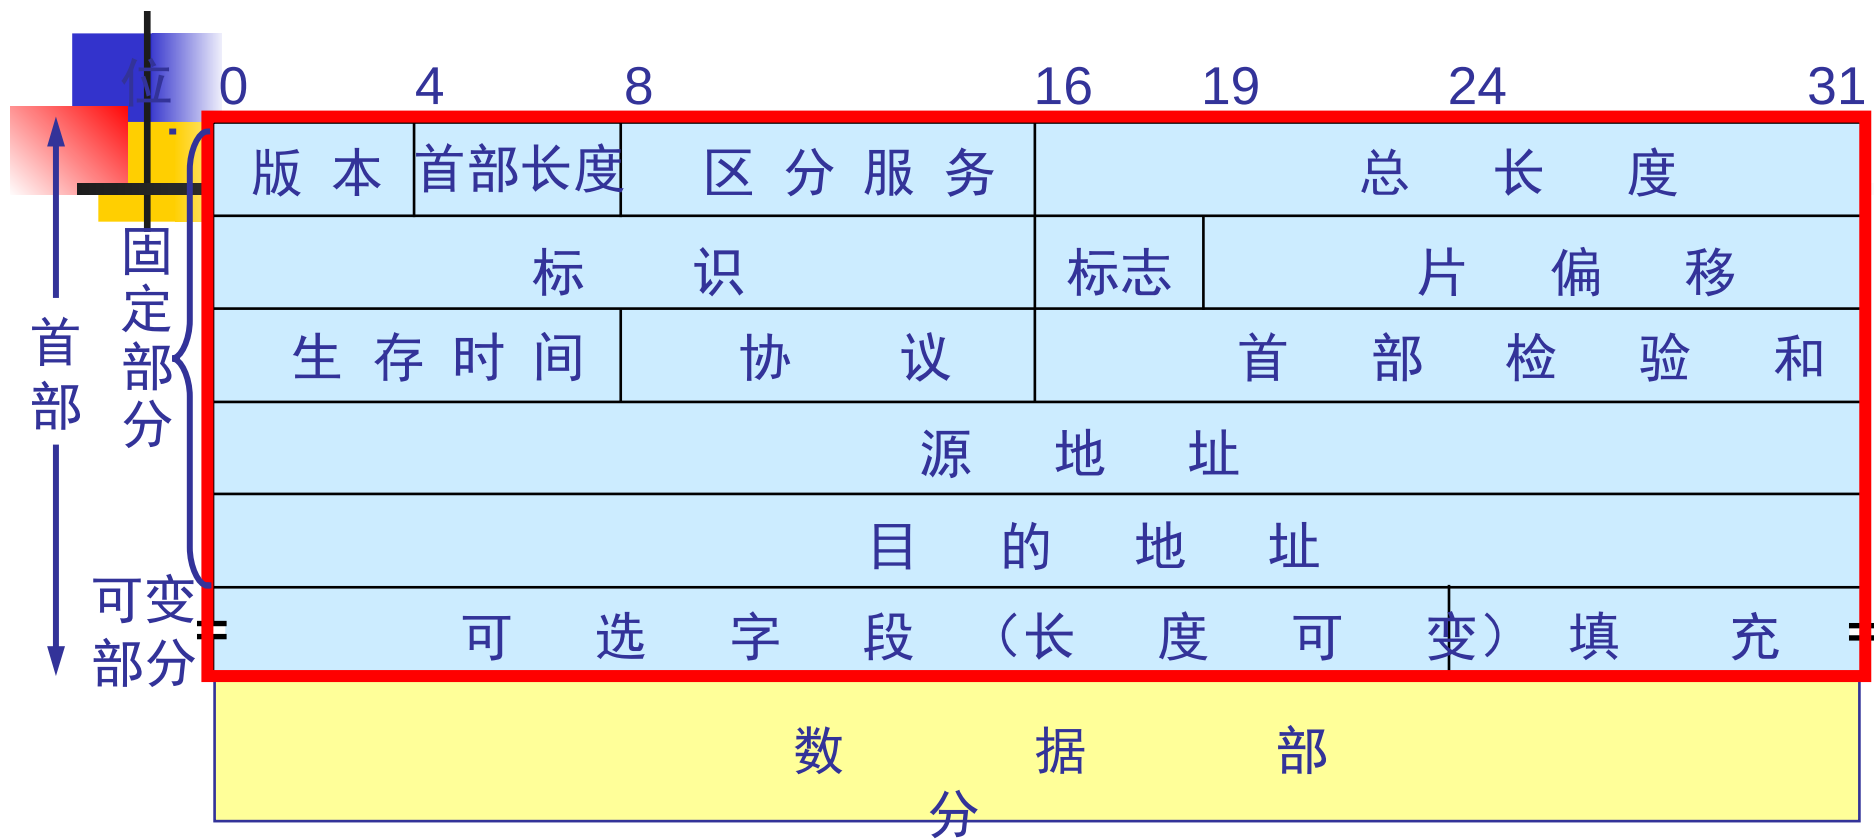 位 0 4 8 16 19 24 31
版本 首部长度 区分服务 总长度
标识 标志 片偏移
生存时间 协议 首部检验和
源地址
目的地址
可选字段（长度可变） 填充
数据部
分
首
部
固
定
部
分
可变
部分